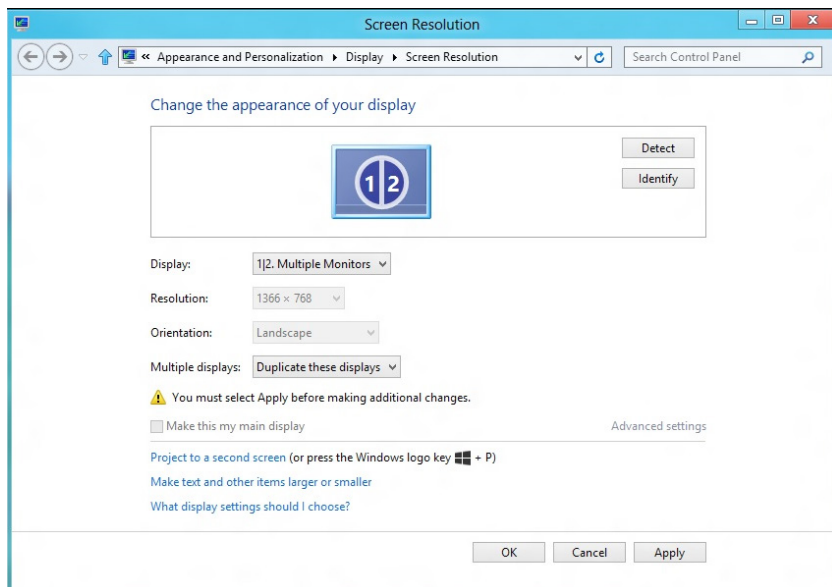 Screen Resolution
« Appearance and Personalization Display Screen Resolution
Search Control Panel
Change the appearance of your display
1 2
Detect
Identify
Display: 1|2. Multiple Monitors
Resolution: 1366 × 768
Orientation: Landscape
Multiple displays: Duplicate these displays
You must select Apply before making additional changes.
Make this my main display Advanced settings
Project to a second screen (or press the Windows logo key + P)
Make text and other items larger or smaller
What display settings should I choose?
OK Cancel Apply